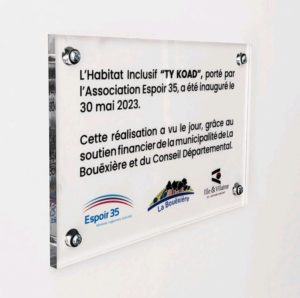 L'Habitat Inclusif "TY KOAD", porté par
l'Association Espoir 35, a été inauguré le
30 mai 2023.
Cette réalisation a vu le jour, grâce au
soutien financier de la municipalité de La
Bouëxière et du Conseil Départemental.
Espoir 35
La Bouëxière
Ille & Vilaine